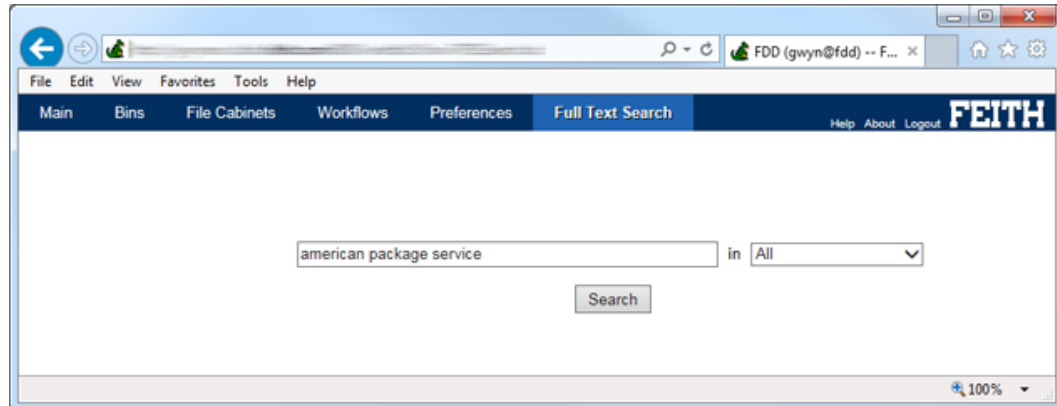 FDD (gwyn@fdd) -- F...
File Edit View Favorites Tools Help
Main Bins File Cabinets Workflows Preferences Full Text Search Help About Logout FEITH
american package service in All
Search
100%